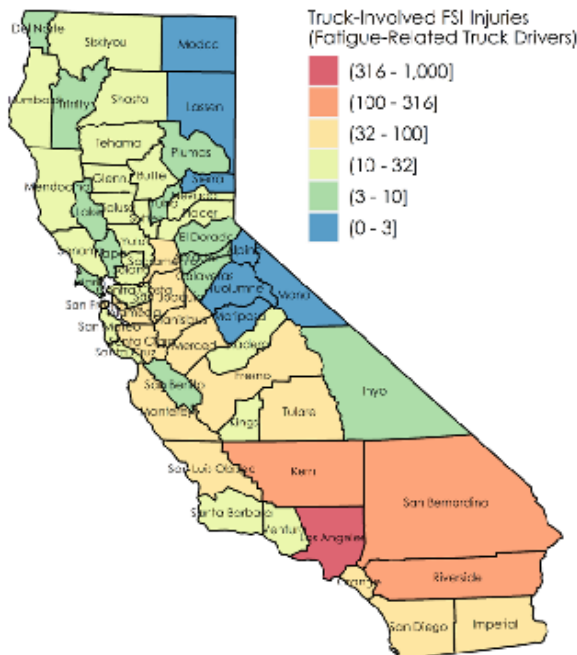 Truck-Involved FSI Injuries
(Fatigue-Related Truck Drivers)
(316 - 1,000]
(100 - 316]
(32 - 100]
(10 - 32]
(3 - 10]
(0 - 3]
Del Norte
Siskiyou
Modoc
Humboldt
Trinity
Shasta
Lassen
Tehama
Plumas
Mendocino
Glenn
Butte
Sierra
Nevada
Lake
Colusa
Placer
Yolo
El Dorado
Alpine
Napa
Calaveras
Tuolumne
Mono
Mariposa
San Mateo
Stanislaus
Merced
Madera
Santa Clara
Santa Cruz
Fresno
San Benito
Inyo
Monterey
Kings
Tulare
San Luis Obispo
Kern
San Bernardino
Santa Barbara
Ventura
Los Angeles
Orange
Riverside
San Diego
Imperial